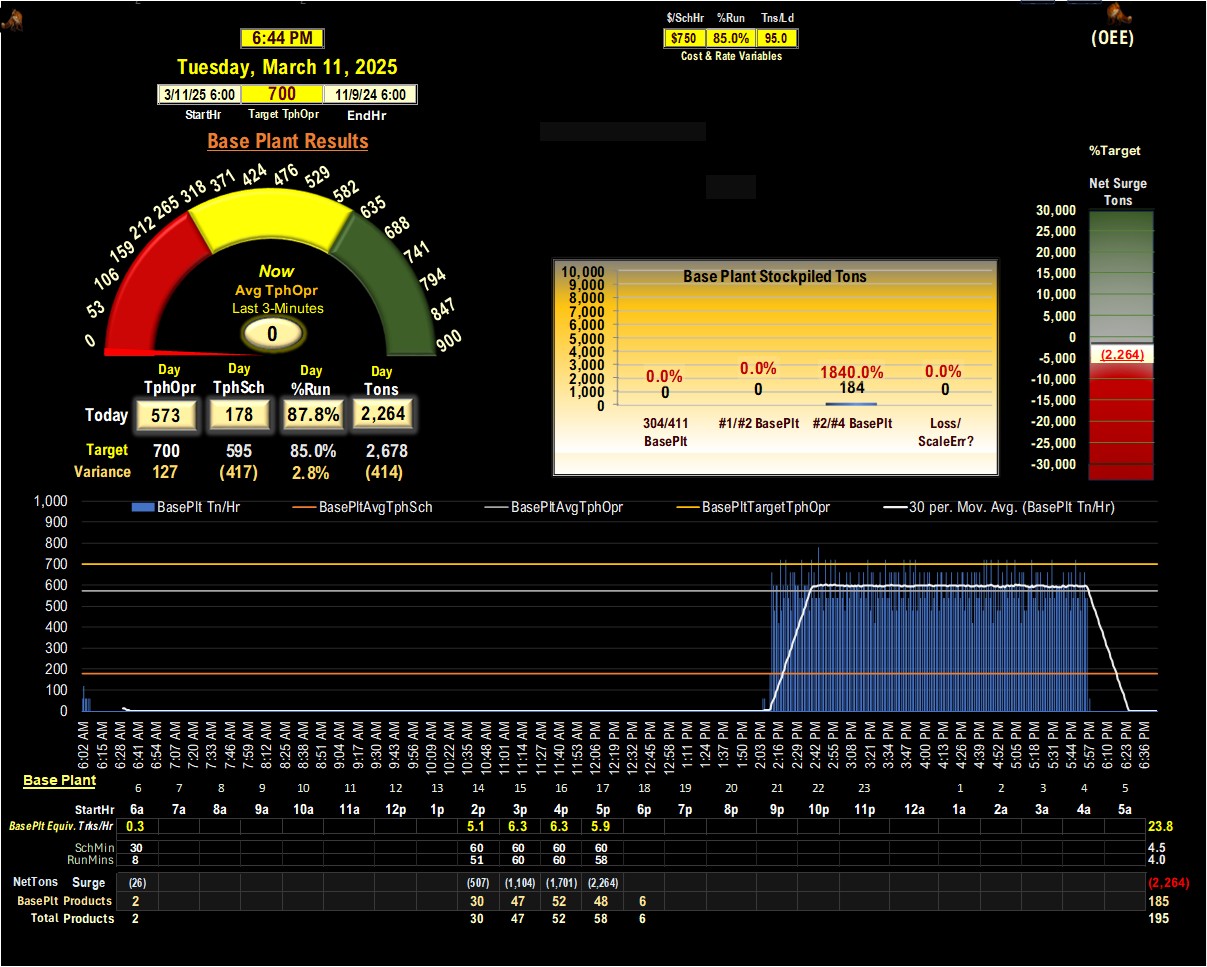 $/SchHr %Run Tns/Ld
6:44 PM
$750 85.0% 95.0
(OEE)
Cost & Rate Variables
Tuesday, March 11, 2025
3/11/25 6:00 700 11/9/24 6:00
StartHr Target TphOpr EndHr
Base Plant Results
%Target
Net Surge
Tons
30,000
25,000
20,000
15,000
10,000
5,000
0
-5,000
-10,000
-15,000
-20,000
-25,000
-30,000
(2,264)
0 53 106 159 212 265 318 371 424 476 529 582 635 688 741 794 847 900
Now
Avg TphOpr
Last 3-Minutes
0
Base Plant Stockpiled Tons
10,000
9,000
8,000
7,000
6,000
5,000
4,000
3,000
2,000
1,000
0
0.0% 0.0% 1840.0% 0.0%
0 0 184 0
304/411 BasePlt
#1/#2 BasePlt
#2/#4 BasePlt
Loss/ ScaleErr?
Day Day Day Day
TphOpr TphSch %Run Tons
Today 573 178 87.8% 2,264
Target 700 595 85.0% 2,678
Variance 127 (417) 2.8% (414)
BasePlt Tn/Hr BasePltAvgTphSch BasePltAvgTphOpr BasePltTargetTphOpr 30 per. Mov. Avg. (BasePlt Tn/Hr)
1,000
900
800
700
600
500
400
300
200
100
0
6:02 AM 6:15 AM 6:28 AM 6:41 AM 6:54 AM 7:07 AM 7:20 AM 7:33 AM 7:46 AM 7:59 AM 8:12 AM 8:25 AM 8:38 AM 8:51 AM 9:04 AM 9:17 AM 9:30 AM 9:43 AM 9:56 AM 10:09 AM 10:22 AM 10:35 AM 10:48 AM 11:01 AM 11:14 AM 11:27 AM 11:40 AM 11:53 AM 12:06 PM 12:19 PM 12:32 PM 12:45 PM 12:58 PM 1:11 PM 1:24 PM 1:37 PM 1:50 PM 2:03 PM 2:16 PM 2:29 PM 2:42 PM 2:55 PM 3:08 PM 3:21 PM 3:34 PM 3:47 PM 4:00 PM 4:13 PM 4:26 PM 4:39 PM 4:52 PM 5:05 PM 5:18 PM 5:31 PM 5:44 PM 5:57 PM 6:10 PM 6:23 PM 6:36 PM
Base Plant
6 7 8 9 10 11 12 13 14 15 16 17 18 19 20 21 22 23 1 2 3 4 5
StartHr 6a 7a 8a 9a 10a 11a 12p 1p 2p 3p 4p 5p 6p 7p 8p 9p 10p 11p 12a 1a 2a 3a 4a 5a
BasePlt Equiv. Trks/Hr 0.3 5.1 6.3 6.3 5.9 23.8
SchMin 30 60 60 60 60 4.5
RunMins 8 51 60 60 58 4.0
NetTons Surge (26) (507) (1,104) (1,701) (2,264) (2,264)
BasePlt Products 2 30 47 52 48 6 185
Total Products 2 30 47 52 58 6 195